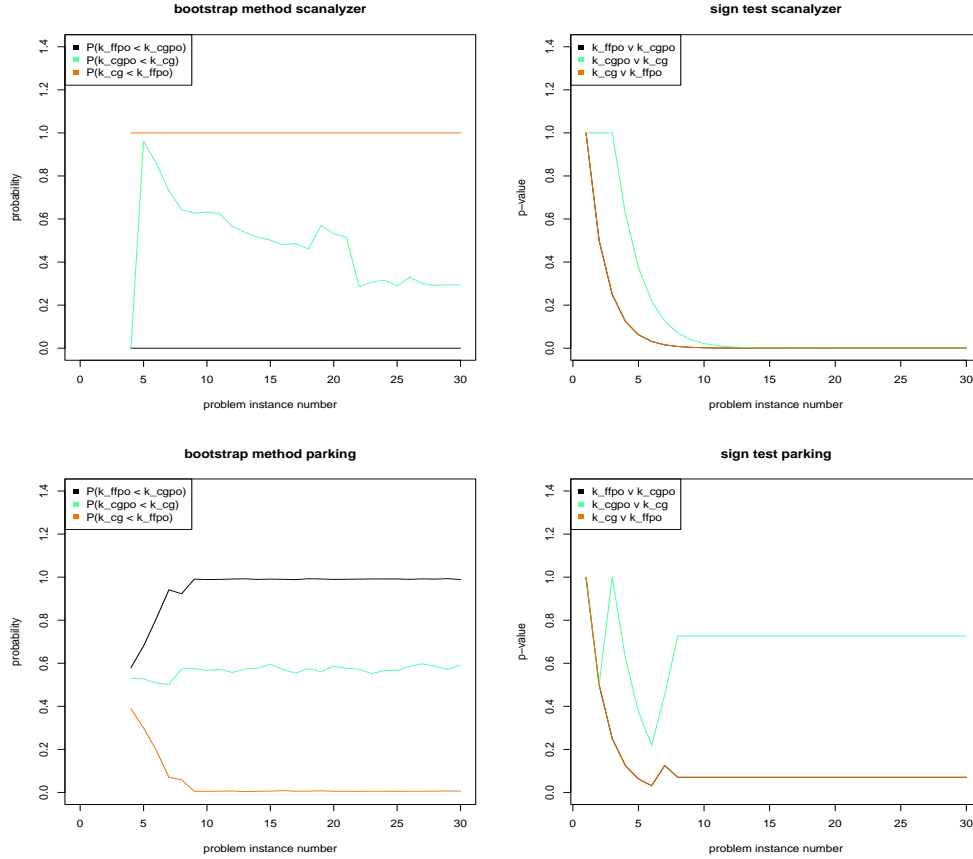 bootstrap method scanalyzer
P(k_ffpo < k_cgpo)
P(k_cgpo < k_cg)
P(k_cg < k_ffpo)
probability
0.0 0.2 0.4 0.6 0.8 1.0 1.2 1.4
0 5 10 15 20 25 30
problem instance number
sign test scanalyzer
k_ffpo v k_cgpo
k_cgpo v k_cg
k_cg v k_ffpo
p-value
0.0 0.2 0.4 0.6 0.8 1.0 1.2 1.4
0 5 10 15 20 25 30
problem instance number
bootstrap method parking
P(k_ffpo < k_cgpo)
P(k_cgpo < k_cg)
P(k_cg < k_ffpo)
probability
0.0 0.2 0.4 0.6 0.8 1.0 1.2 1.4
0 5 10 15 20 25 30
problem instance number
sign test parking
k_ffpo v k_cgpo
k_cgpo v k_cg
k_cg v k_ffpo
p-value
0.0 0.2 0.4 0.6 0.8 1.0 1.2 1.4
0 5 10 15 20 25 30
problem instance number